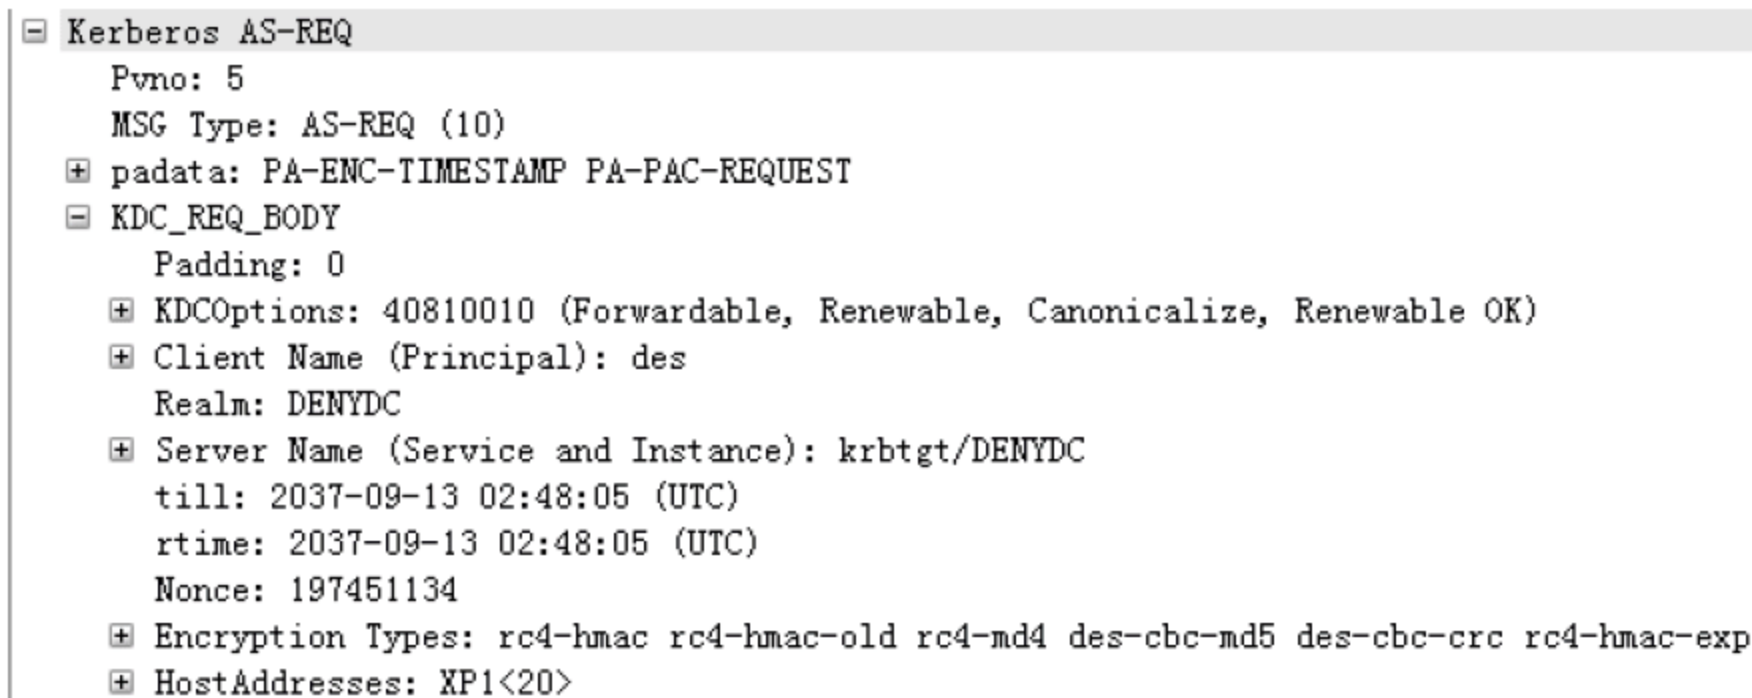 Kerberos AS-REQ
Pvno: 5
MSG Type: AS-REQ (10)
padata: PA-ENC-TIMESTAMP PA-PAC-REQUEST
KDC_REQ_BODY
Padding: 0
KDCOptions: 40810010 (Forwardable, Renewable, Canonicalize, Renewable OK)
Client Name (Principal): des
Realm: DENYDC
Server Name (Service and Instance): krbtgt/DENYDC
till: 2037-09-13 02:48:05 (UTC)
rtime: 2037-09-13 02:48:05 (UTC)
Nonce: 197451134
Encryption Types: rc4-hmac rc4-hmac-old rc4-md4 des-cbc-md5 des-cbc-crc rc4-hmac-exp
HostAddresses: XP1<20>